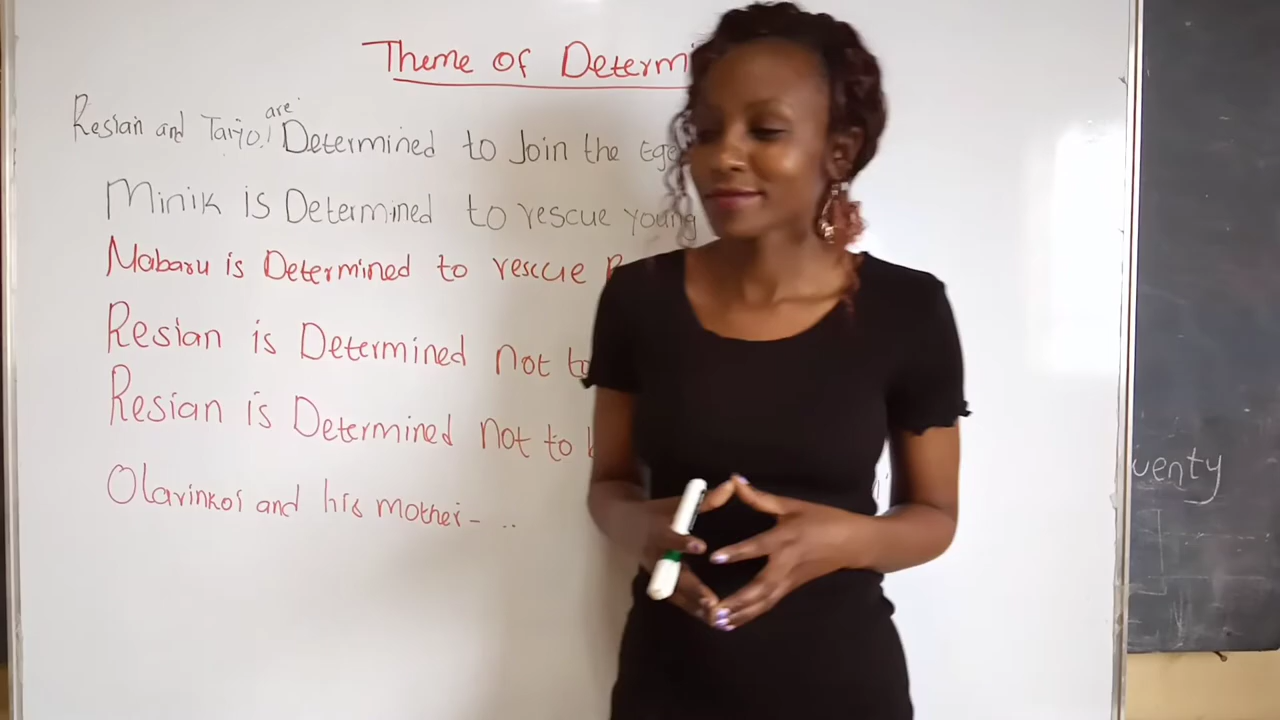 Theme of Determi
Resian and Taiyo are Determined to Join the Ege
Minik is Determined to rescue young
Mabaru is Determined to rescue R
Resian is Determined not to
Resian is Determined not to b
Olarinkoi and his mother- ..
wenty